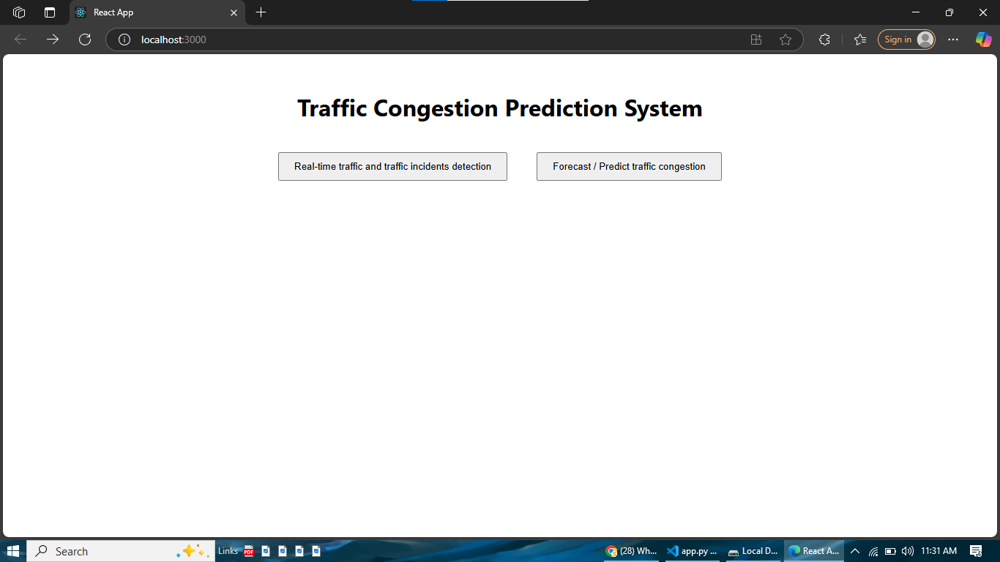 React App
localhost:3000
Sign in
Traffic Congestion Prediction System
Real-time traffic and traffic incidents detection
Forecast / Predict traffic congestion
Search
Links
PDF
(28) Wh...
app.py ...
Local D...
React A...
11:31 AM